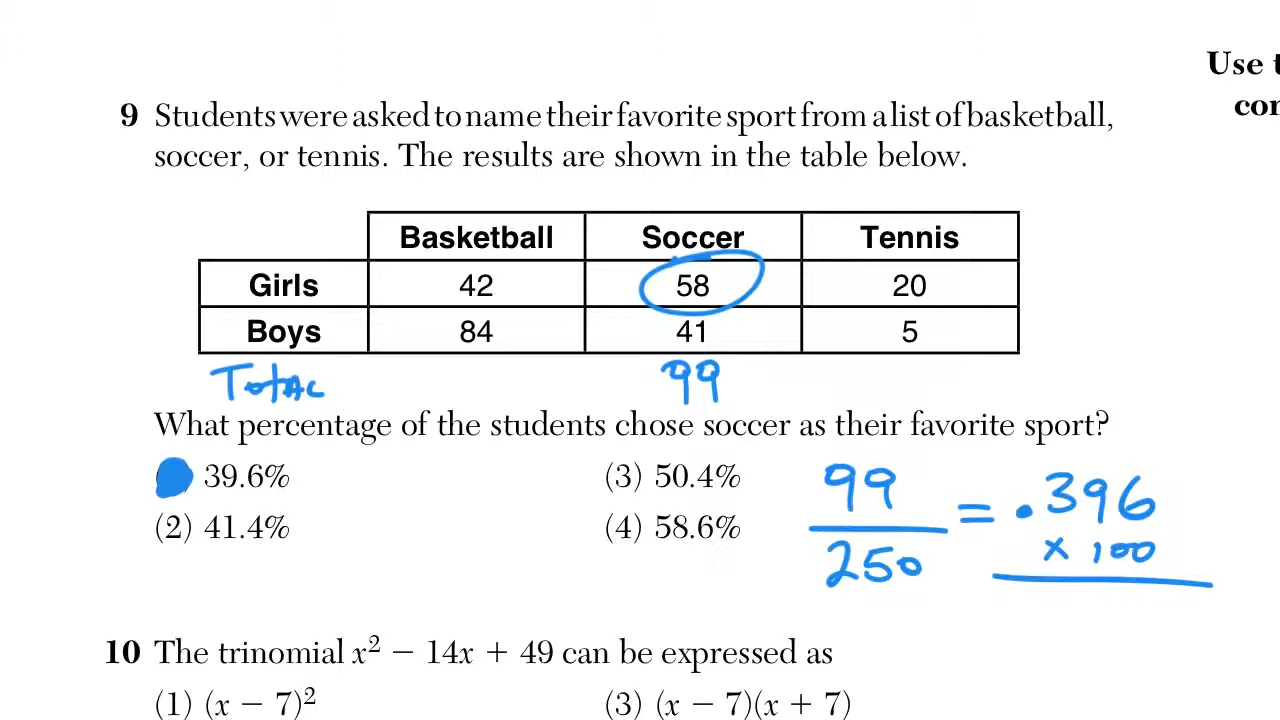 Use t
con
9 Students were asked to name their favorite sport from a list of basketball,
soccer, or tennis. The results are shown in the table below.
Basketball Soccer Tennis
Girls 42 58 20
Boys 84 41 5
Total 99
What percentage of the students chose soccer as their favorite sport?
39.6% (3) 50.4%
(2) 41.4% (4) 58.6%
99
250
= .396
x 100
10 The trinomial x² − 14x + 49 can be expressed as
(1) (x − 7)² (3) (x − 7)(x + 7)